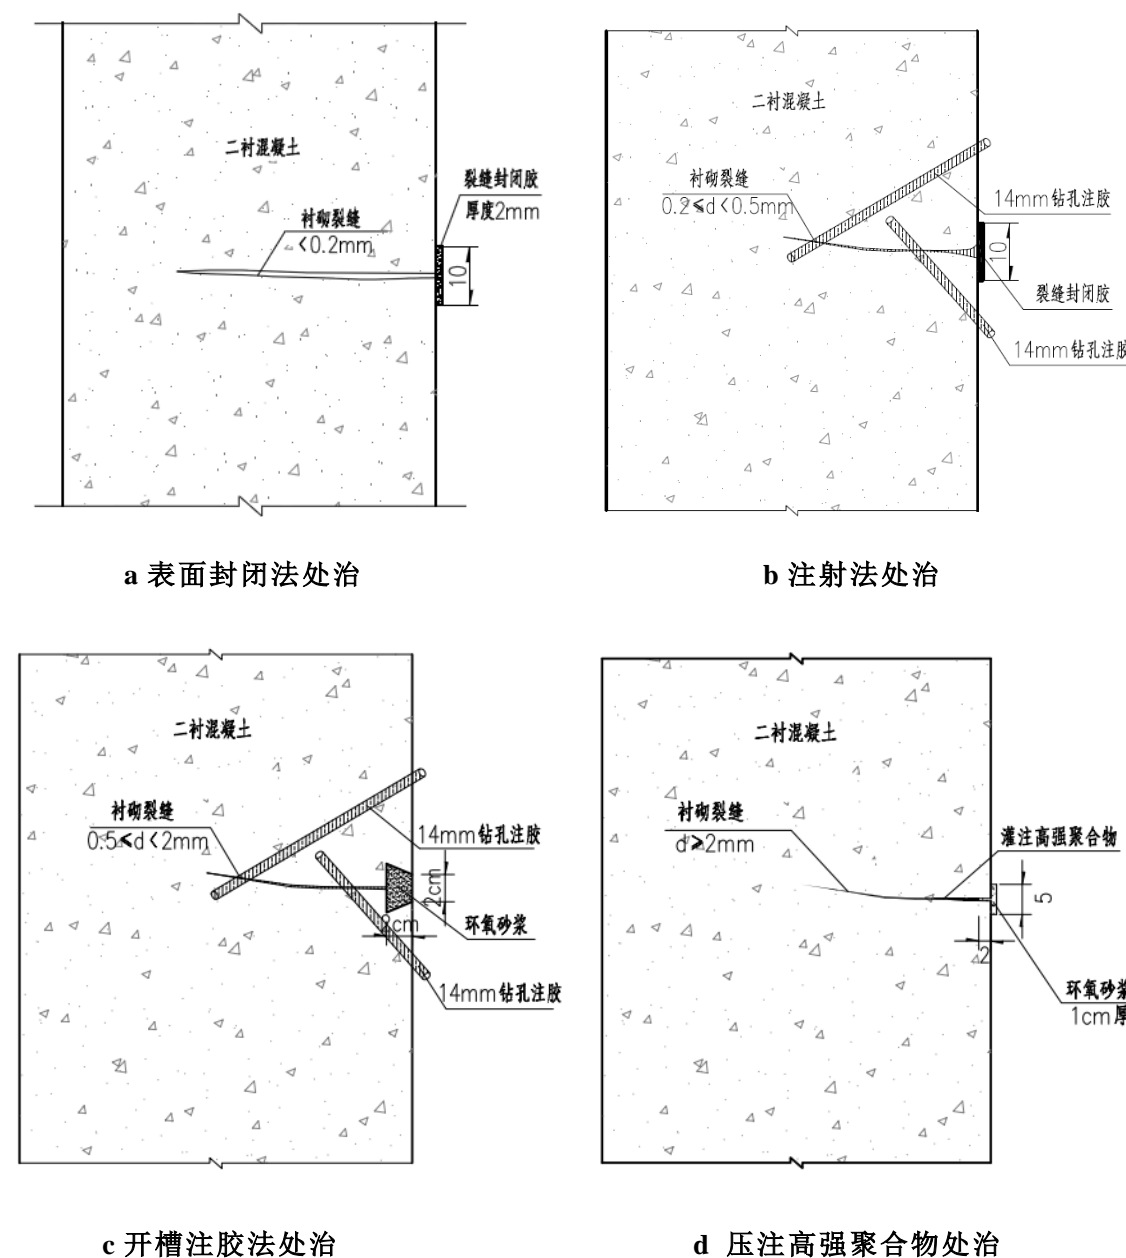 二衬混凝土
裂缝封闭胶
厚度2mm
衬砌裂缝
<0.2mm
10
a 表面封闭法处治
二衬混凝土
衬砌裂缝
0.2≤d<0.5mm
14mm钻孔注胶
10
裂缝封闭胶
14mm钻孔注胶
b 注射法处治
二衬混凝土
衬砌裂缝
0.5≤d<2mm
14mm钻孔注胶
2cm
环氧砂浆
cm
14mm钻孔注胶
c 开槽注胶法处治
二衬混凝土
衬砌裂缝
d≥2mm
灌注高强聚合物
5
2
环氧砂浆
1cm厚
d 压注高强聚合物处治